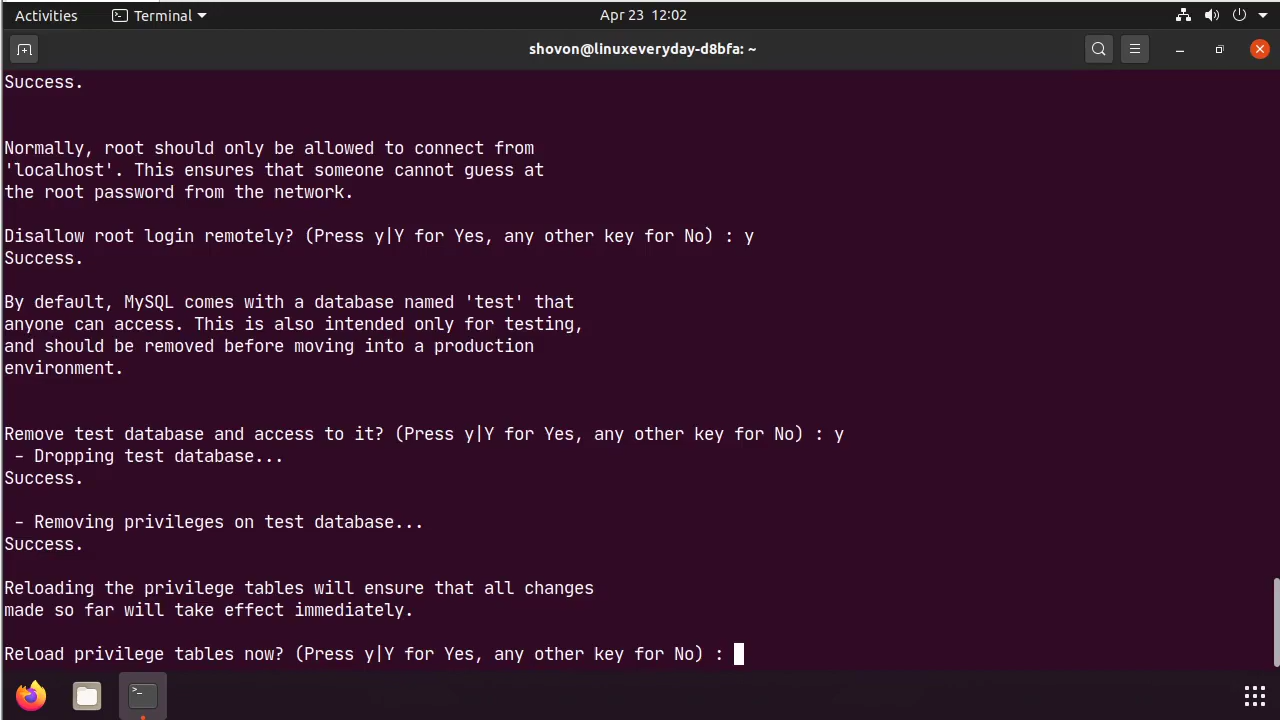 Activities
Terminal
Apr 23 12:02
shovon@linuxeveryday-d8bfa: ~
Success.
Normally, root should only be allowed to connect from
'localhost'. This ensures that someone cannot guess at
the root password from the network.
Disallow root login remotely? (Press y|Y for Yes, any other key for No) : y
Success.
By default, MySQL comes with a database named 'test' that
anyone can access. This is also intended only for testing,
and should be removed before moving into a production
environment.
Remove test database and access to it? (Press y|Y for Yes, any other key for No) : y
 - Dropping test database...
Success.
 - Removing privileges on test database...
Success.
Reloading the privilege tables will ensure that all changes
made so far will take effect immediately.
Reload privilege tables now? (Press y|Y for Yes, any other key for No) :